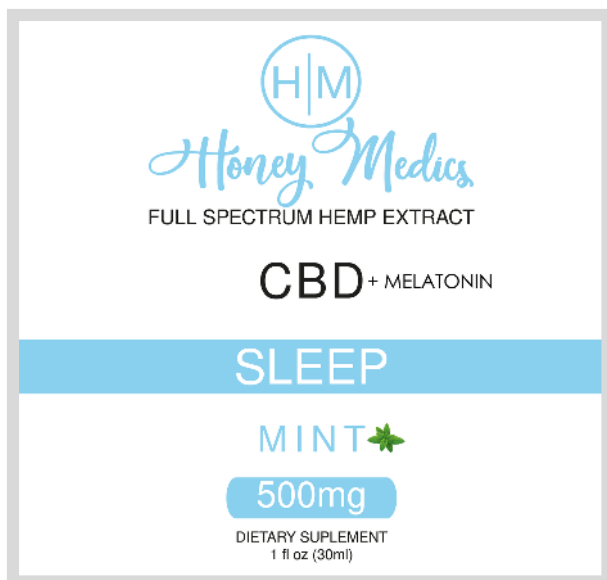 H|M
Honey Medics
FULL SPECTRUM HEMP EXTRACT
CBD + MELATONIN
SLEEP
MINT
500mg
DIETARY SUPLEMENT
1 fl oz (30ml)